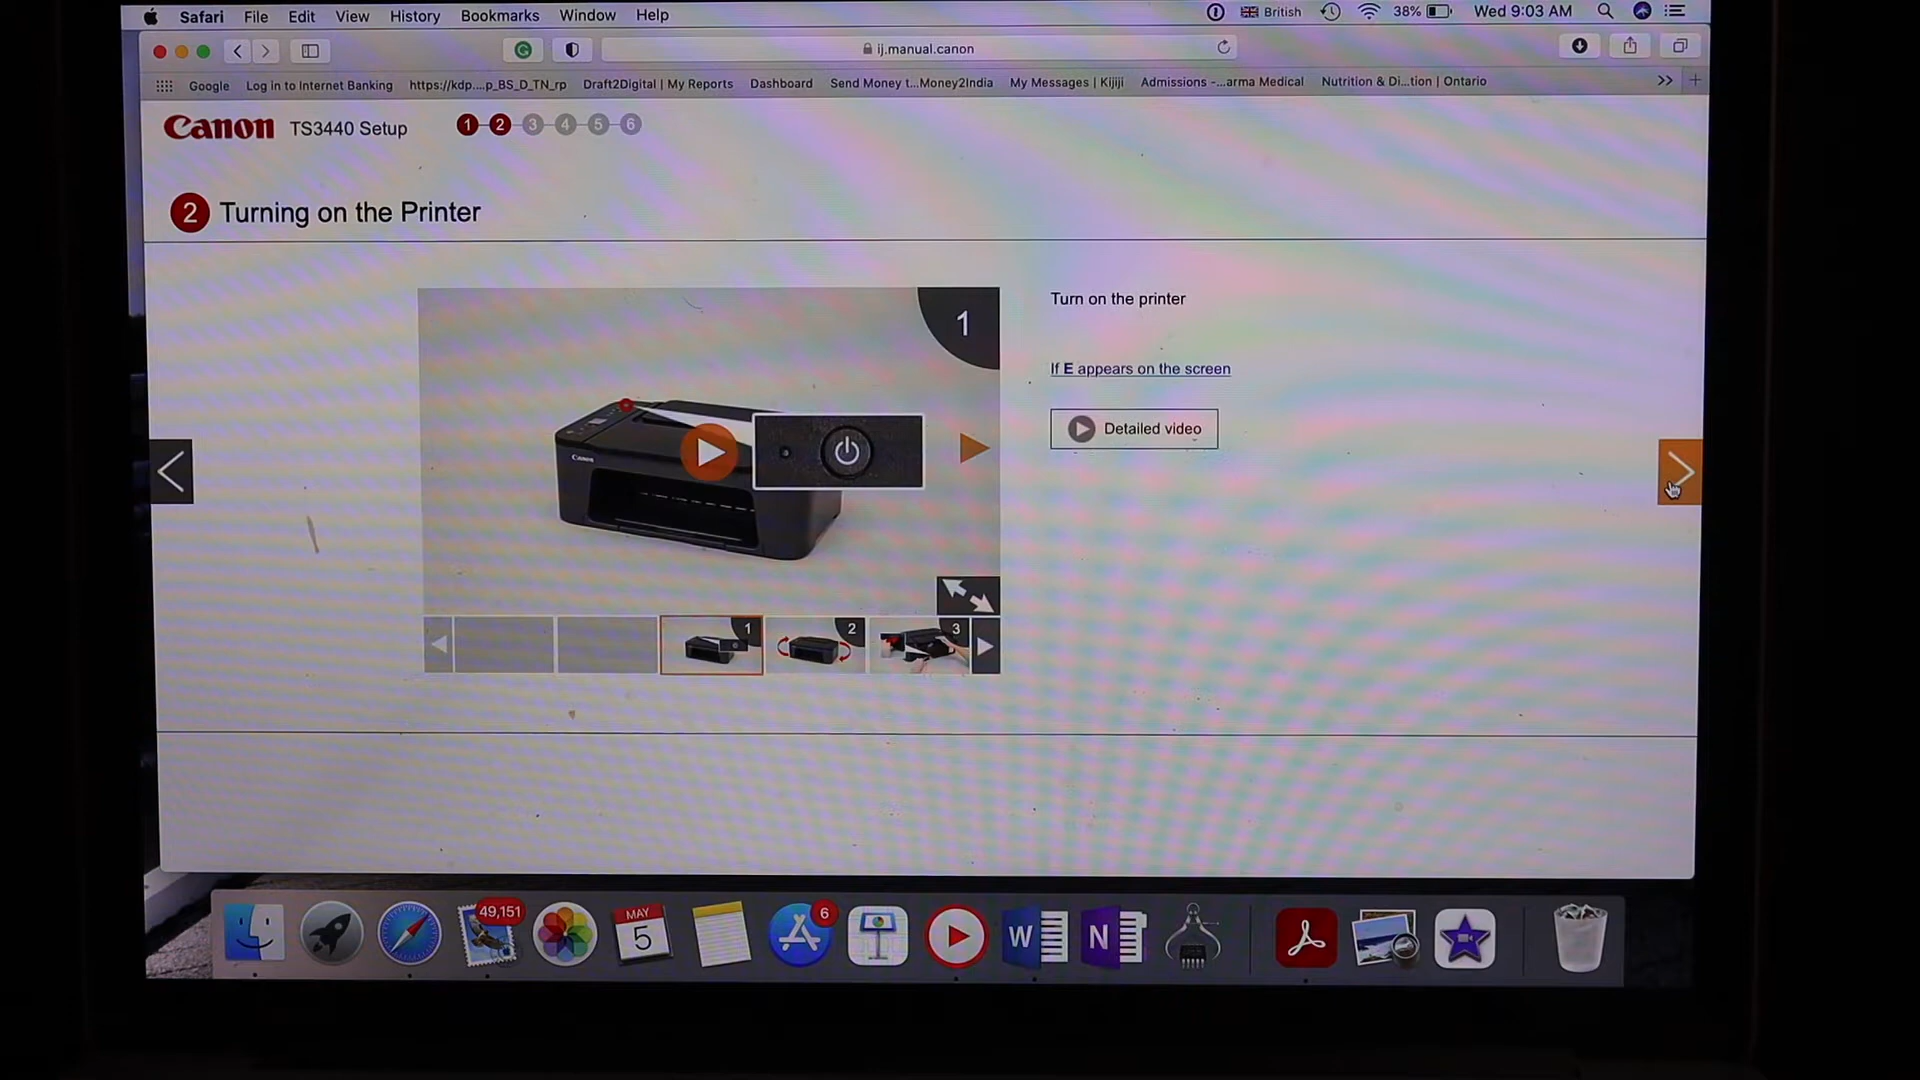 Safari File Edit View History Bookmarks Window Help British 38% Wed 9:03 AM
ij.manual.canon
Google Log in to Internet Banking https://kdp....p_BS_D_TN_rp Draft2Digital | My Reports Dashboard Send Money t...Money2India My Messages | Kijiji Admissions -...arma Medical Nutrition & Di...tion | Ontario
Canon TS3440 Setup 1 2 3 4 5 6
2 Turning on the Printer
1
Turn on the printer
If E appears on the screen
Detailed video
Canon
1 2 3
49,151
MAY
5
6
W
N